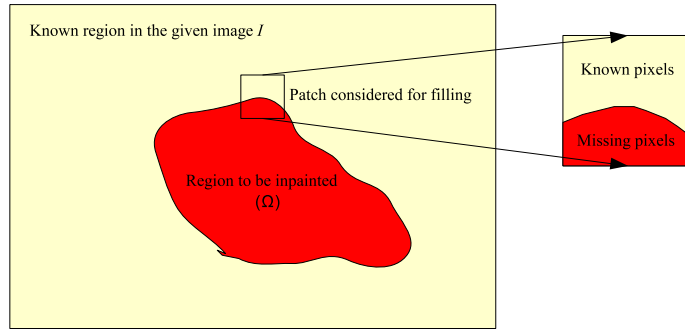 Known region in the given image I
Patch considered for filling
Known pixels
Missing pixels
Region to be inpainted
(Ω)